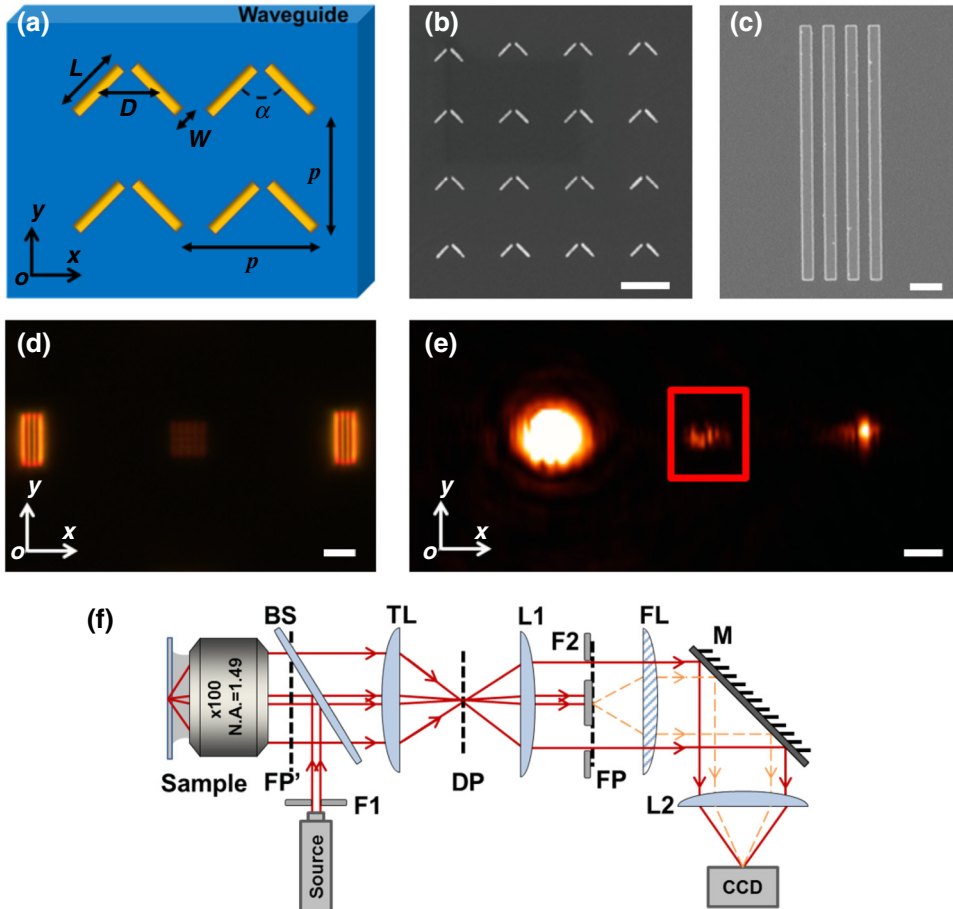 Waveguide
(a)
L
D
α
W
p
p
y
x
o
(b)
(c)
(d)
y
x
o
(e)
y
x
o
(f)
BS
TL
L1
F2
FL
M
x100
N.A.=1.49
Sample
FP'
DP
FP
F1
L2
Source
CCD